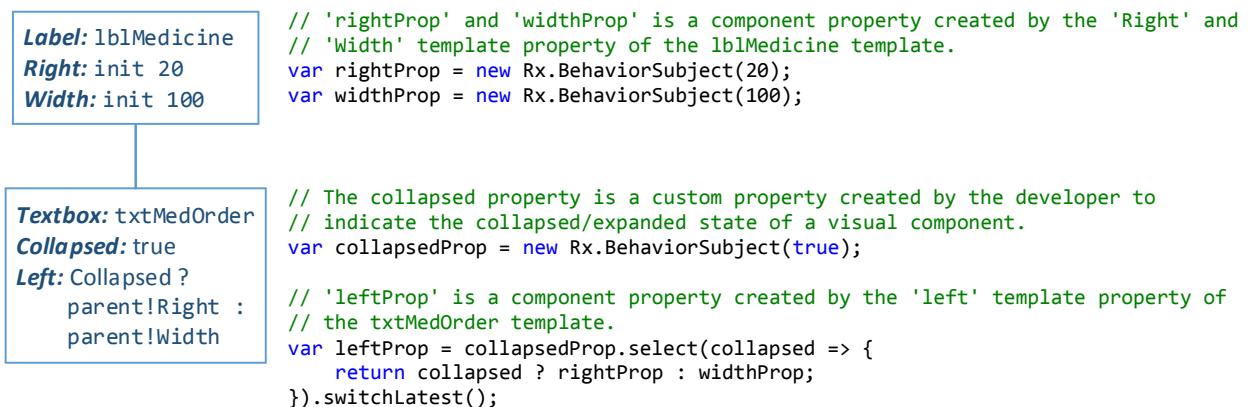 Label: lblMedicine
Right: init 20
Width: init 100
// 'rightProp' and 'widthProp' is a component property created by the 'Right' and
// 'Width' template property of the lblMedicine template.
var rightProp = new Rx.BehaviorSubject(20);
var widthProp = new Rx.BehaviorSubject(100);
Textbox: txtMedOrder
Collapsed: true
Left: Collapsed ?
parent!Right :
parent!Width
// The collapsed property is a custom property created by the developer to
// indicate the collapsed/expanded state of a visual component.
var collapsedProp = new Rx.BehaviorSubject(true);
// 'leftProp' is a component property created by the 'left' template property of
// the txtMedOrder template.
var leftProp = collapsedProp.select(collapsed => {
return collapsed ? rightProp : widthProp;
}).switchLatest();